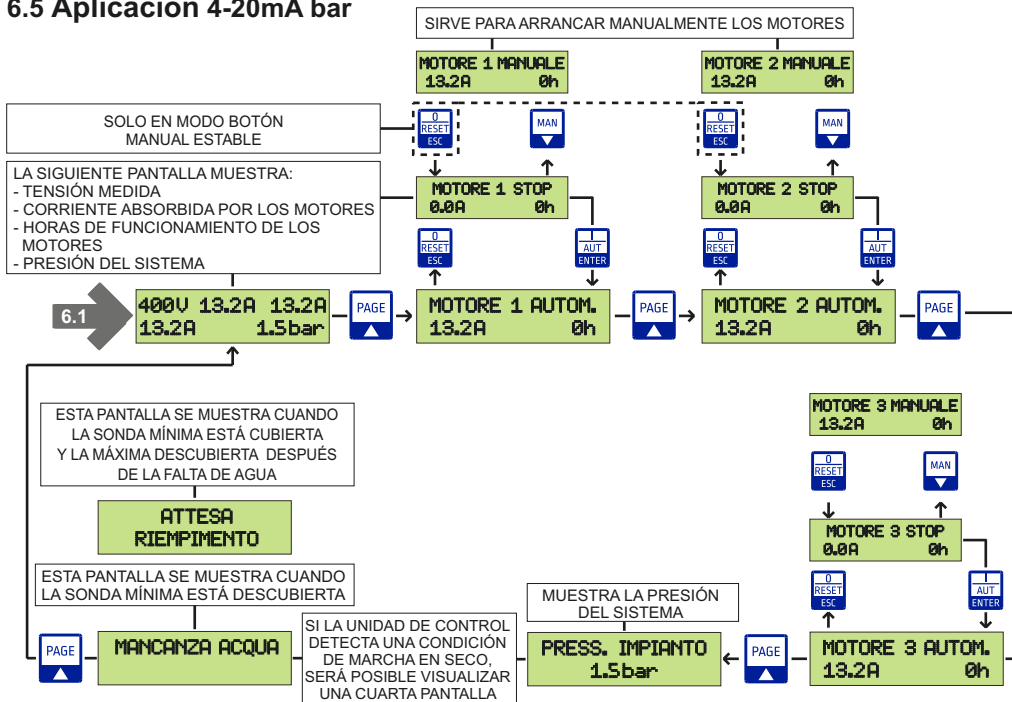 6.5 Aplicación 4-20mA bar
SIRVE PARA ARRANCAR MANUALMENTE LOS MOTORES
MOTORE 1 MANUALE
13.2A 0h
MOTORE 2 MANUALE
13.2A 0h
SOLO EN MODO BOTÓN
MANUAL ESTABLE
0
RESET
ESC
MAN
0
RESET
ESC
MAN
LA SIGUIENTE PANTALLA MUESTRA:
- TENSIÓN MEDIDA
- CORRIENTE ABSORBIDA POR LOS MOTORES
- HORAS DE FUNCIONAMIENTO DE LOS
MOTORES
- PRESIÓN DEL SISTEMA
MOTORE 1 STOP
0.0A 0h
MOTORE 2 STOP
0.0A 0h
0
RESET
ESC
I
AUT
ENTER
0
RESET
ESC
I
AUT
ENTER
6.1
400V 13.2A 13.2A
13.2A 1.5bar
PAGE
MOTORE 1 AUTOM.
13.2A 0h
PAGE
MOTORE 2 AUTOM.
13.2A 0h
PAGE
ESTA PANTALLA SE MUESTRA CUANDO
LA SONDA MÍNIMA ESTÁ CUBIERTA
Y LA MÁXIMA DESCUBIERTA DESPUÉS
DE LA FALTA DE AGUA
ATTESA
RIEMPIMENTO
MOTORE 3 MANUALE
13.2A 0h
0
RESET
ESC
MAN
MOTORE 3 STOP
0.0A 0h
0
RESET
ESC
I
AUT
ENTER
ESTA PANTALLA SE MUESTRA CUANDO
LA SONDA MÍNIMA ESTÁ DESCUBIERTA
PAGE
MANCANZA ACQUA
SI LA UNIDAD DE CONTROL
DETECTA UNA CONDICIÓN
DE MARCHA EN SECO,
SERÁ POSIBLE VISUALIZAR
UNA CUARTA PANTALLA
MUESTRA LA PRESIÓN
DEL SISTEMA
PRESS. IMPIANTO
1.5bar
PAGE
MOTORE 3 AUTOM.
13.2A 0h